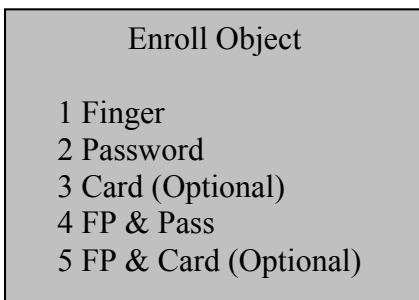 Enroll Object
1 Finger
2 Password
3 Card (Optional)
4 FP & Pass
5 FP & Card (Optional)